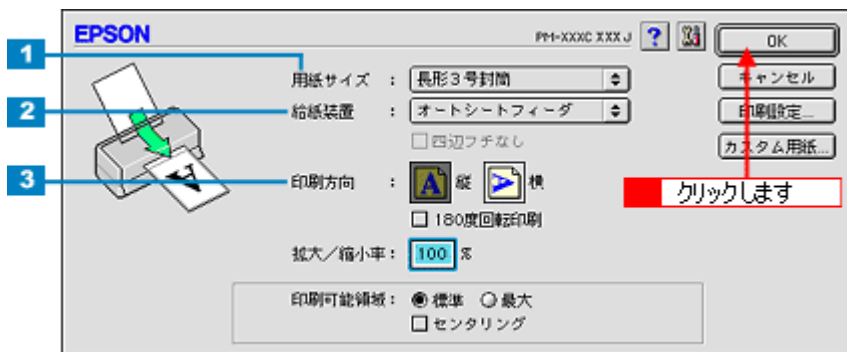 EPSON
PM-XXXC XXX J
OK
1
用紙サイズ : 長形3号封筒
キャンセル
2
給紙装置 : オートシートフィーダ
印刷設定...
四辺フチなし
カスタム用紙...
3
印刷方向 : 縦 横
クリックします
180度回転印刷
拡大/縮小率: 100 %
印刷可能領域: 標準 最大
センタリング